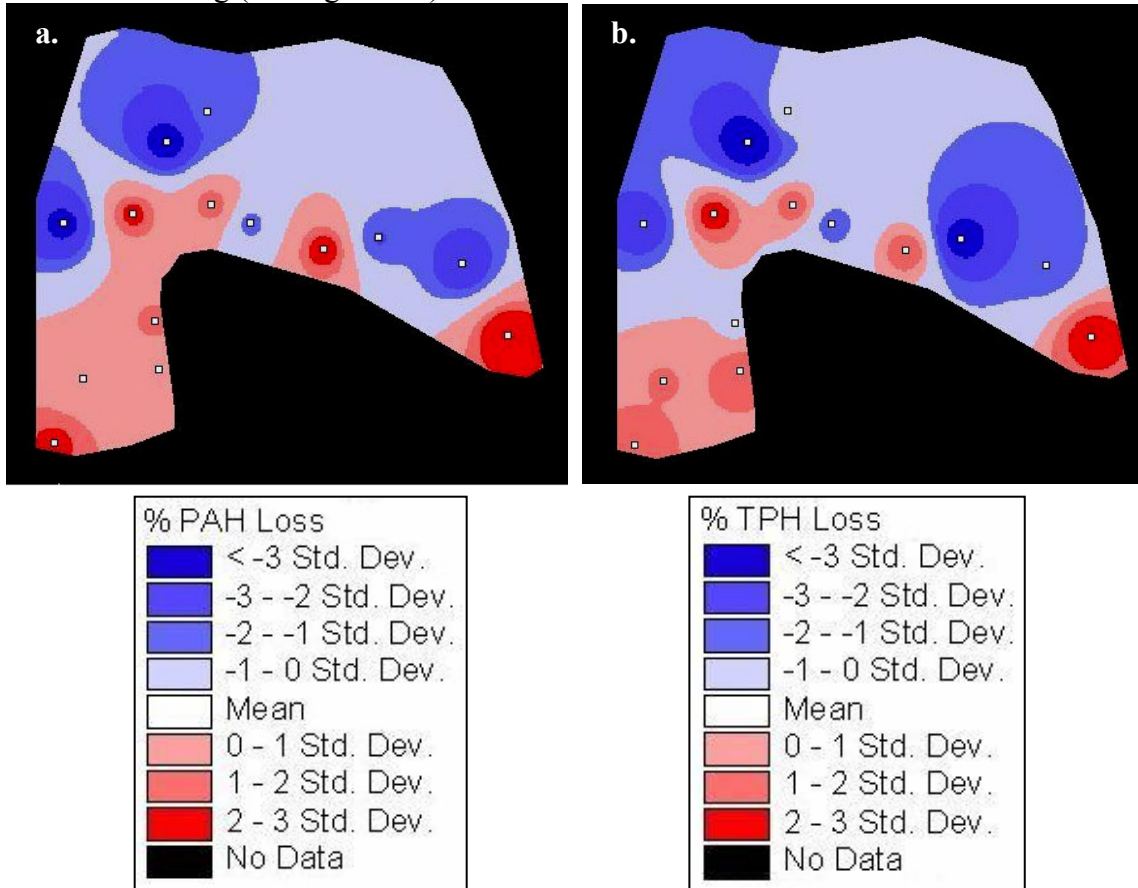 a.
b.
% PAH Loss
< -3 Std. Dev.
-3 - -2 Std. Dev.
-2 - -1 Std. Dev.
-1 - 0 Std. Dev.
Mean
0 - 1 Std. Dev.
1 - 2 Std. Dev.
2 - 3 Std. Dev.
No Data
% TPH Loss
< -3 Std. Dev.
-3 - -2 Std. Dev.
-2 - -1 Std. Dev.
-1 - 0 Std. Dev.
Mean
0 - 1 Std. Dev.
1 - 2 Std. Dev.
2 - 3 Std. Dev.
No Data